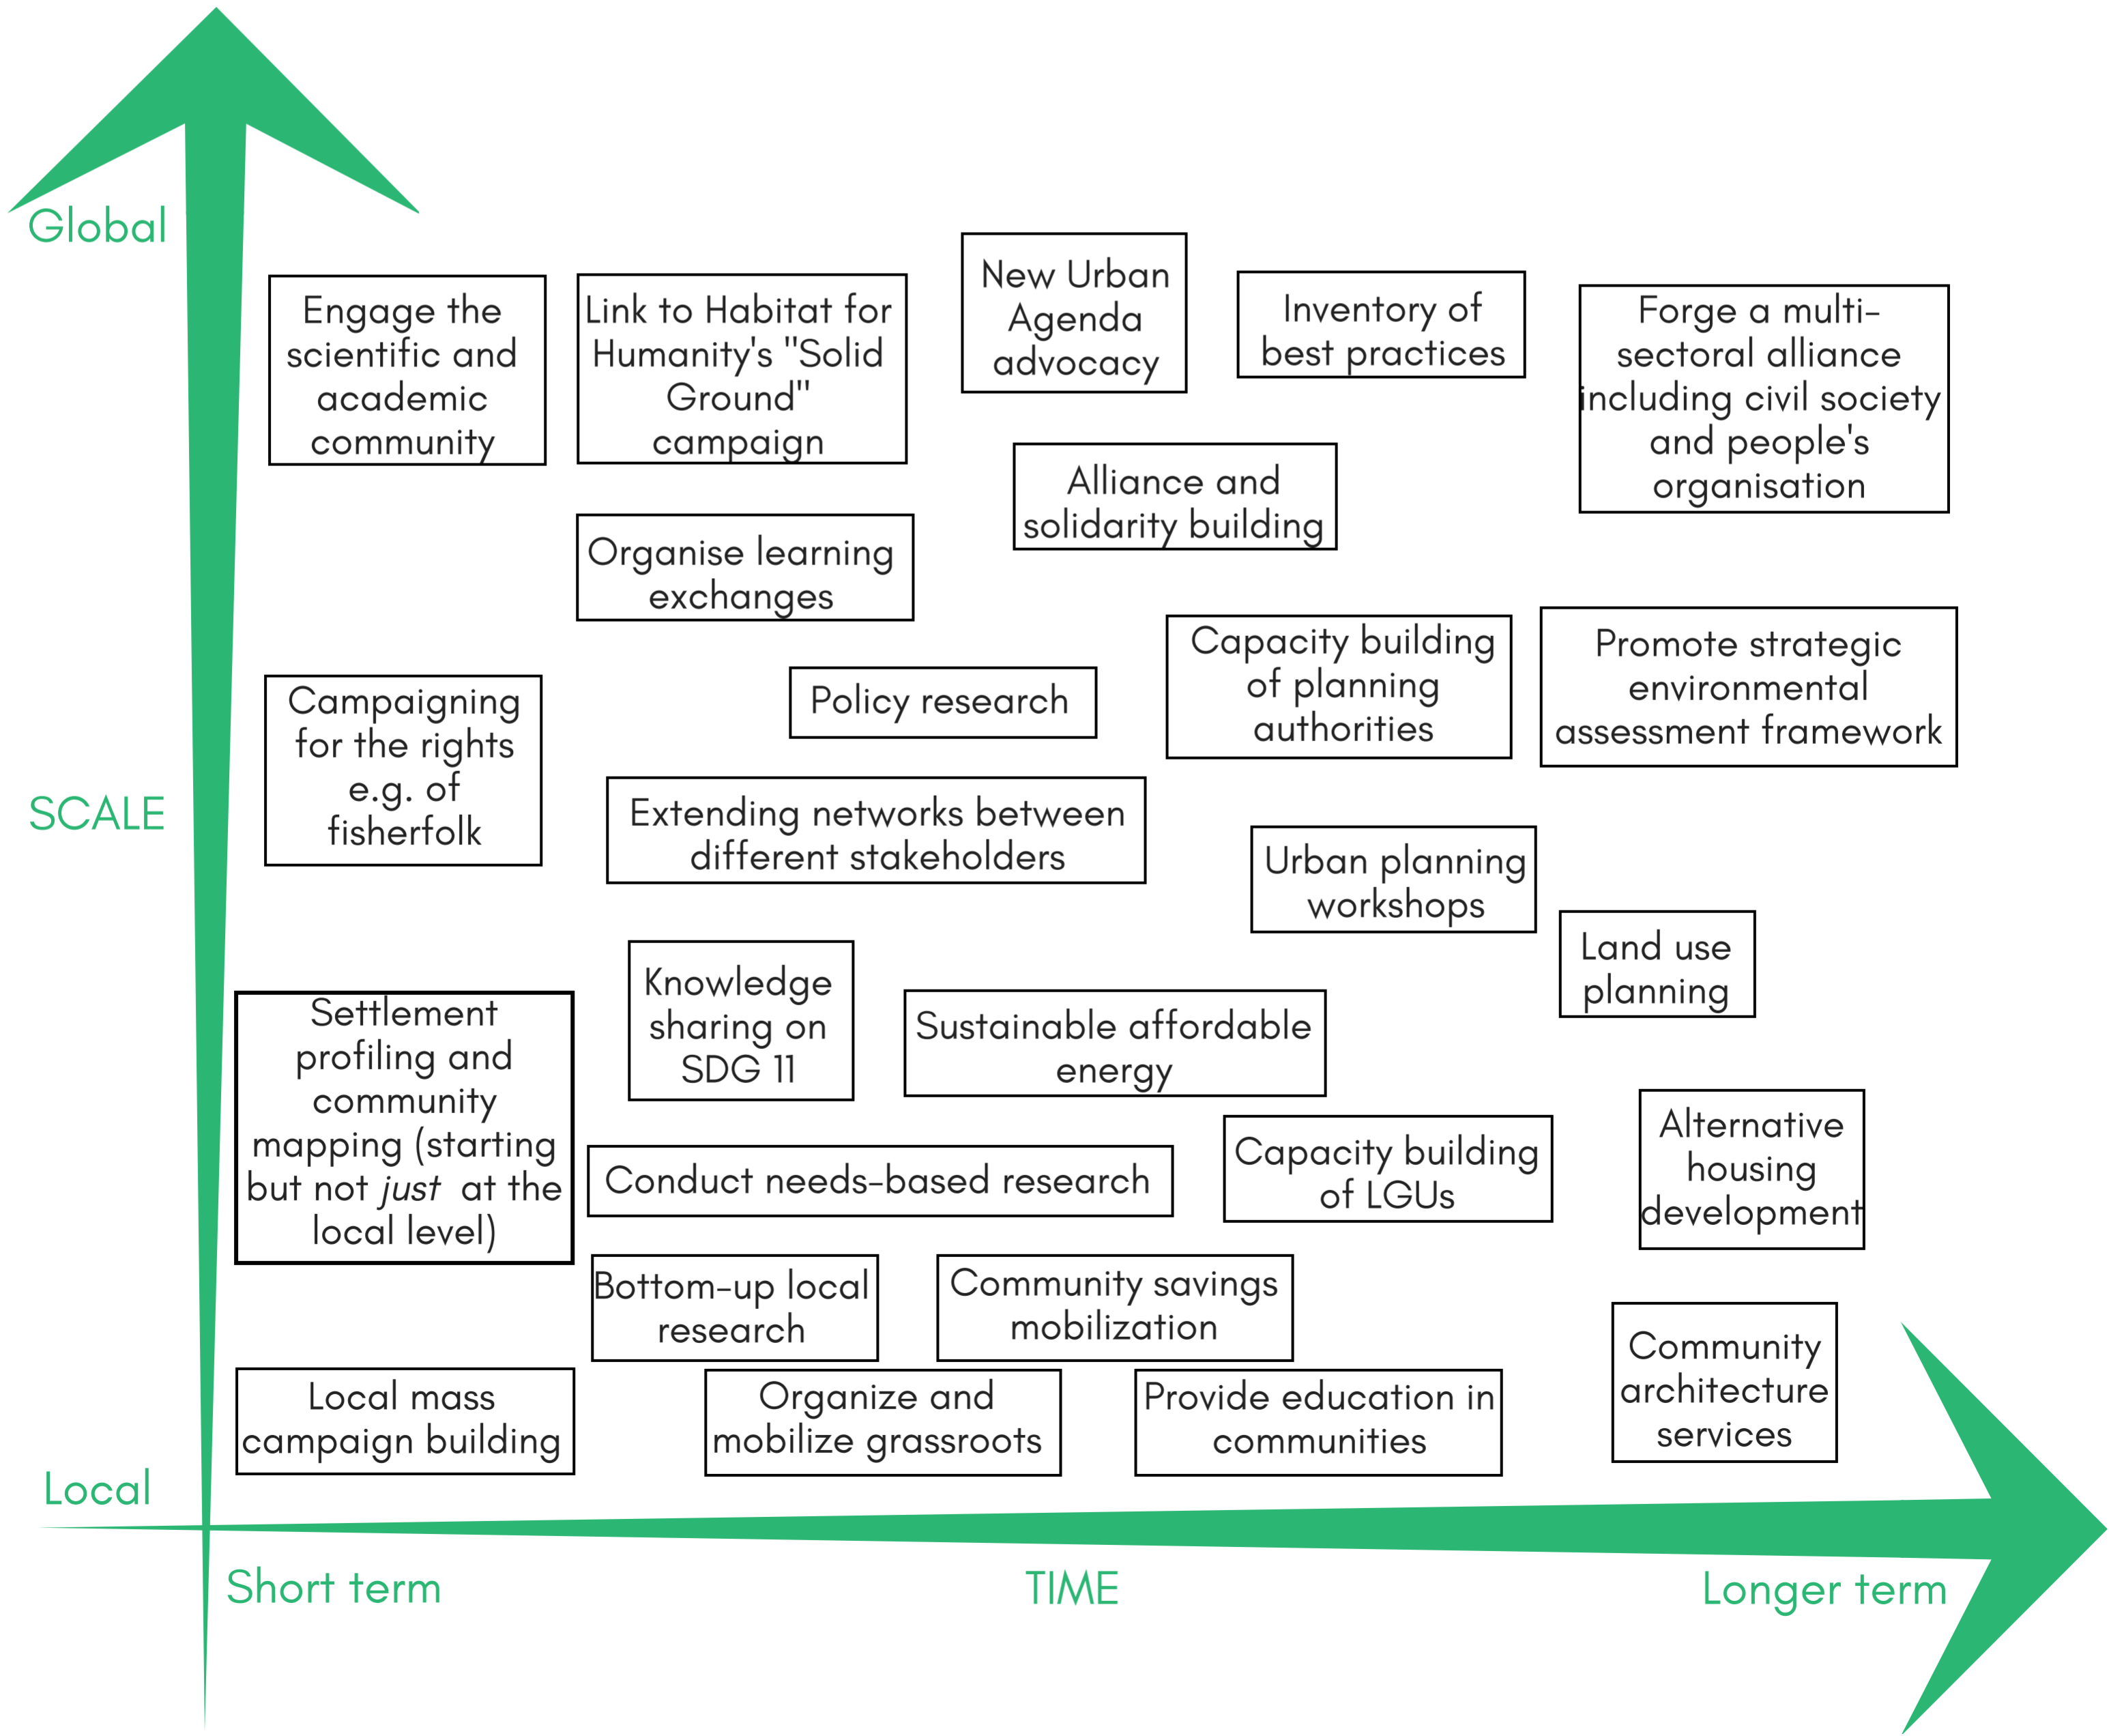 Global
Engage the
scientific and
academic
community
Link to Habitat for
Humanity's "Solid
Ground"
campaign
New Urban
Agenda
advocacy
Inventory of
best practices
Forge a multi-
sectoral alliance
including civil society
and people's
organisation
Alliance and
solidarity building
Organise learning
exchanges
Capacity building
of planning
authorities
Promote strategic
environmental
assessment framework
Policy research
Campaigning
for the rights
e.g. of
fisherfolk
SCALE
Extending networks between
different stakeholders
Urban planning
workshops
Land use
planning
Knowledge
sharing on
SDG 11
Sustainable affordable
energy
Settlement
profiling and
community
mapping (starting
but not just at the
local level)
Conduct needs-based research
Capacity building
of LGUs
Alternative
housing
development
Bottom-up local
research
Community savings
mobilization
Community
architecture
services
Local mass
campaign building
Organize and
mobilize grassroots
Provide education in
communities
Local
Short term
TIME
Longer term